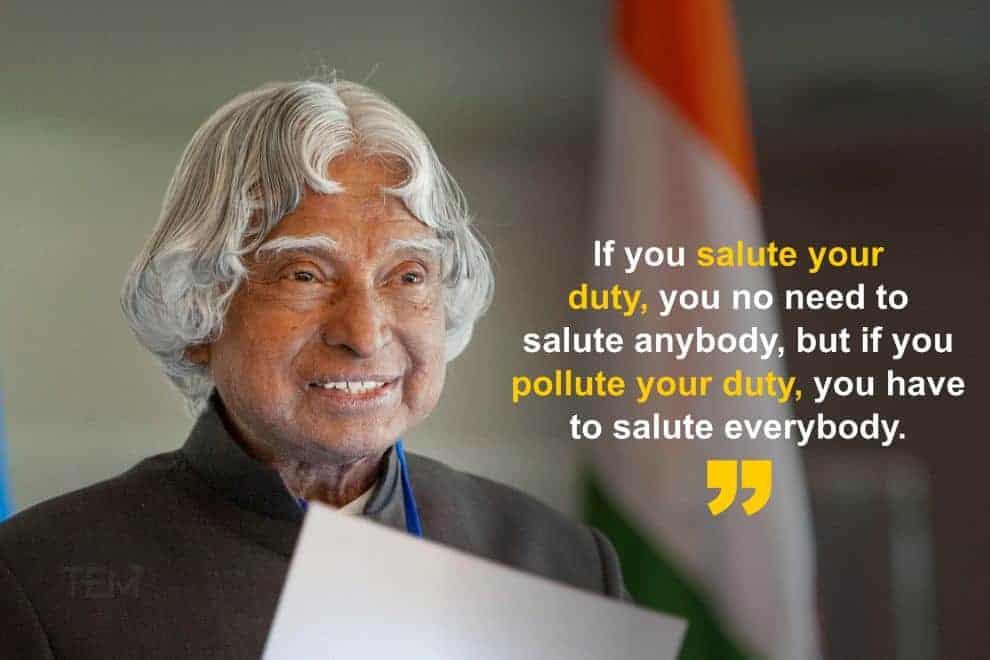 If you salute your
duty, you no need to
salute anybody, but if you
pollute your duty, you have
to salute everybody.
”
TEM